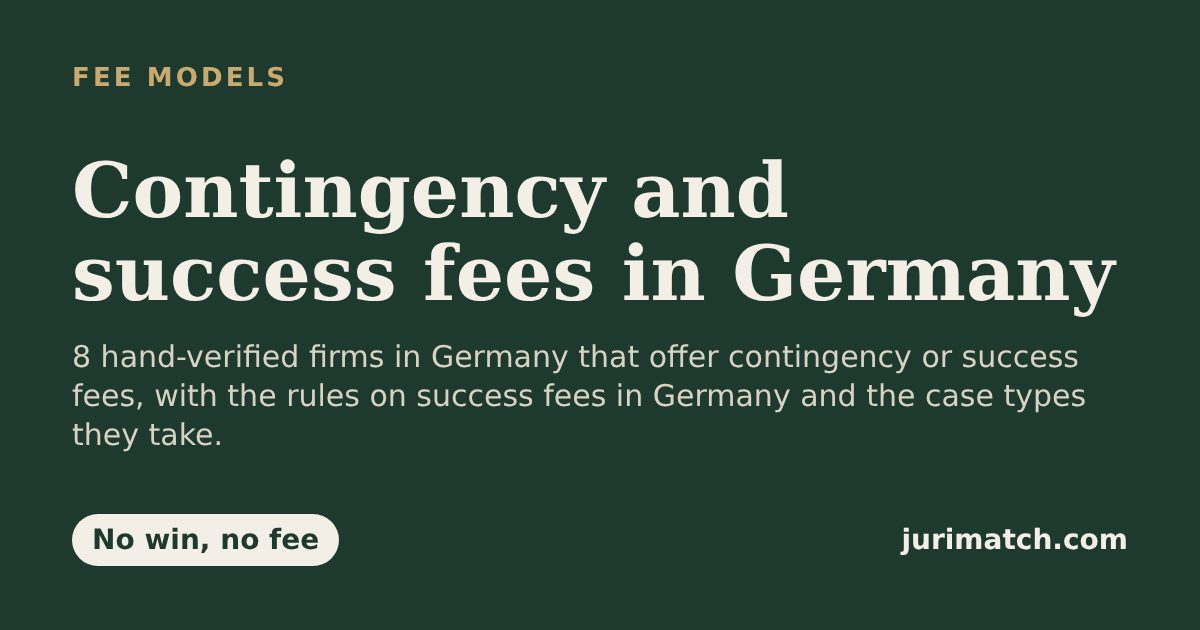 FEE MODELS
Contingency and
success fees in Germany
8 hand-verified firms in Germany that offer contingency or success
fees, with the rules on success fees in Germany and the case types
they take.
No win, no fee
jurimatch.com